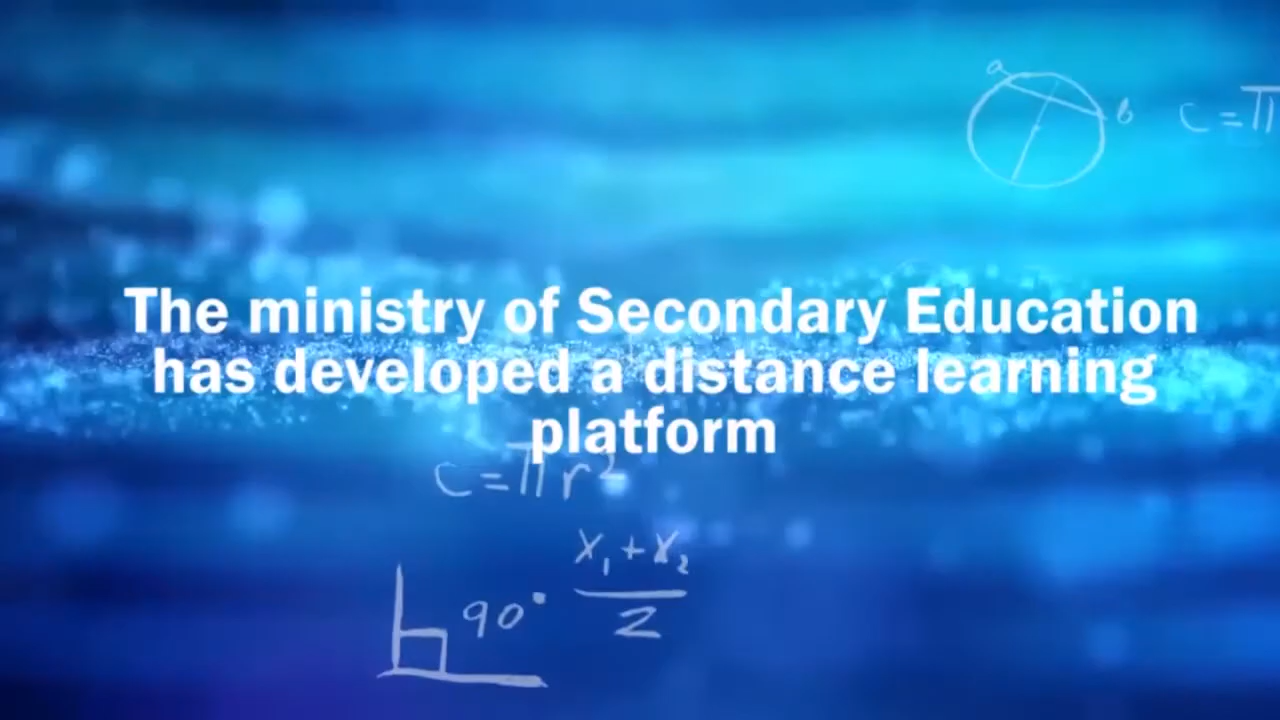 a
b
c=π
The ministry of Secondary Education
has developed a distance learning
platform
c=πr²
x₁+x₂
2
90°